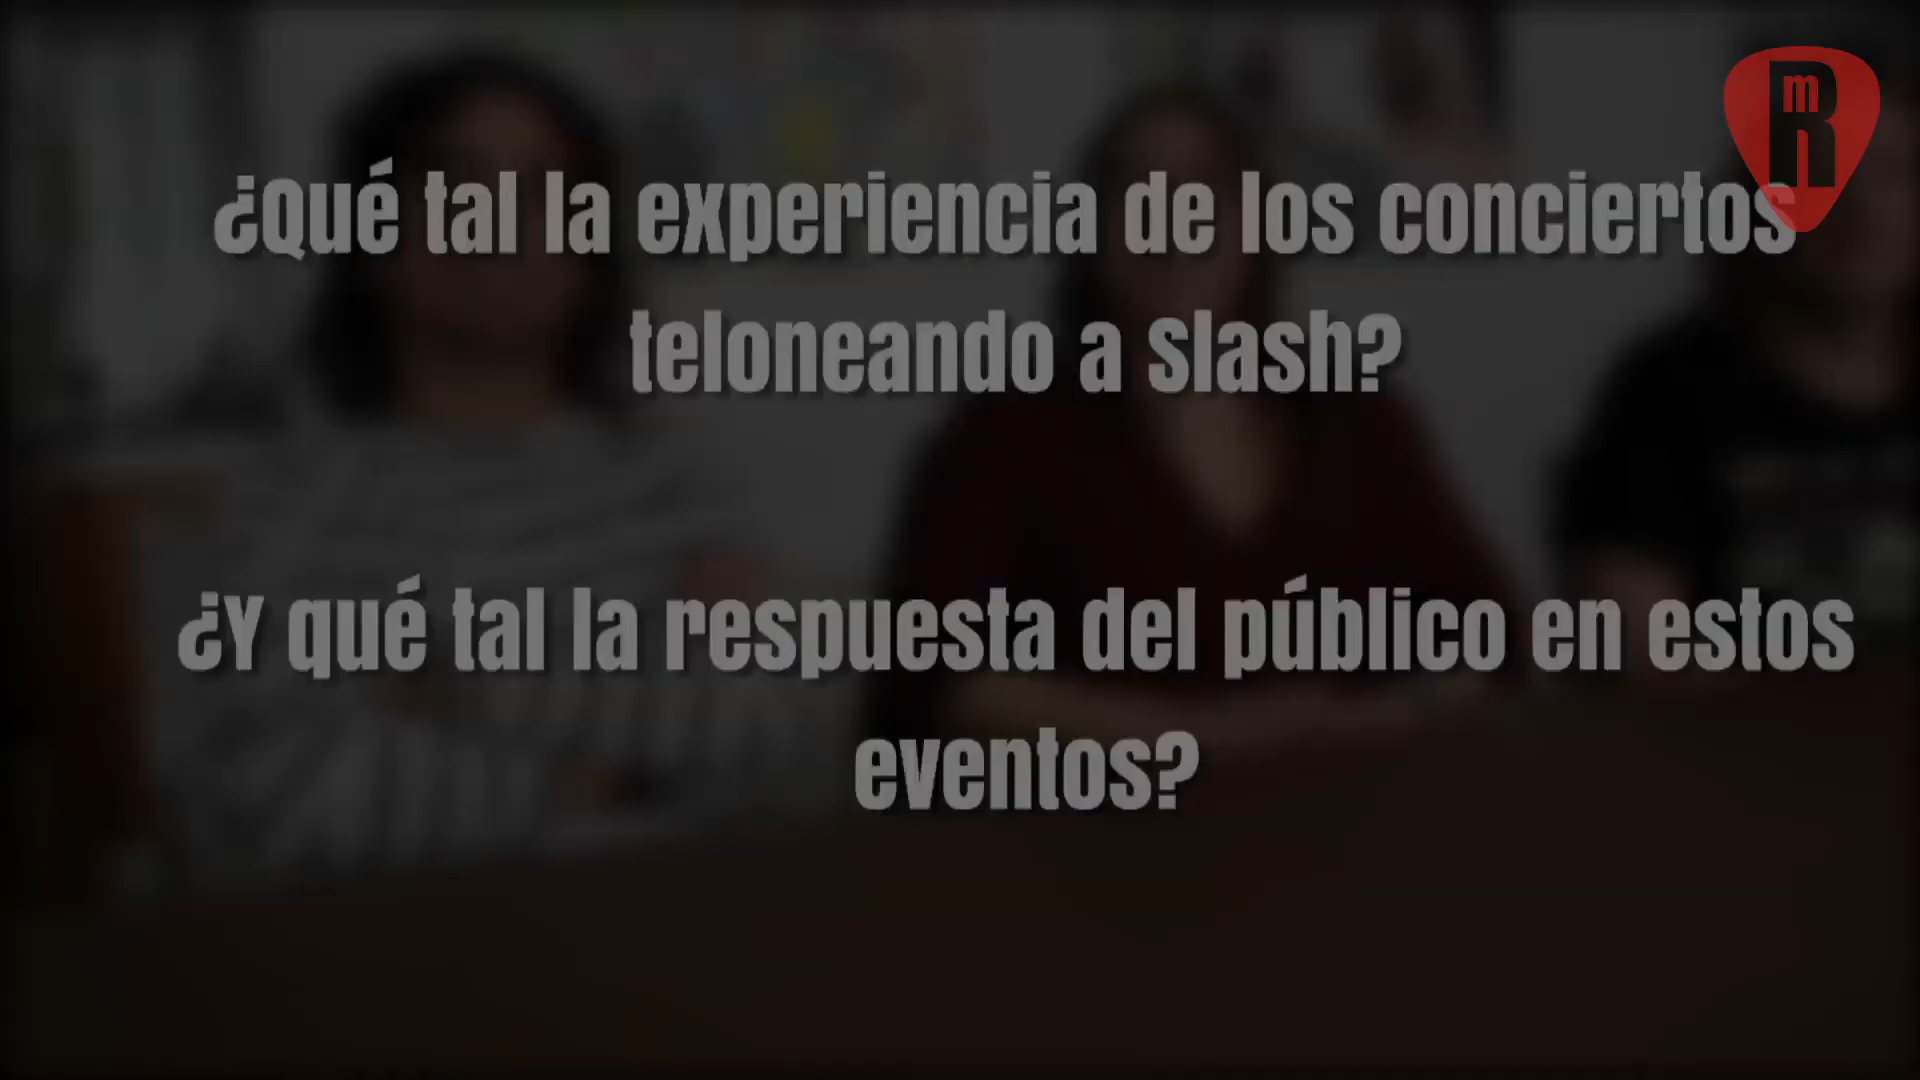 mR
¿Qué tal la experiencia de los conciertos
teloneando a Slash?
¿Y qué tal la respuesta del público en estos
eventos?